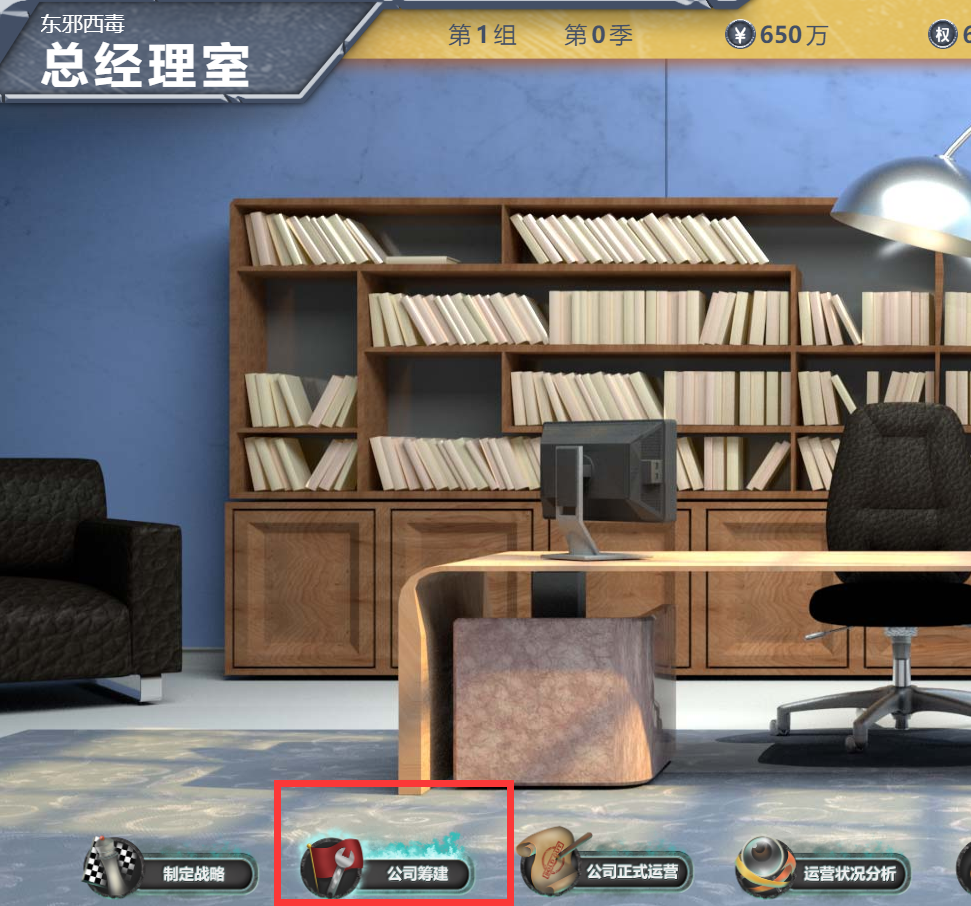 东邪西毒
总经理室
第1组 第0季 ¥650万 权
制定战略
公司筹建
公司正式运营
运营状况分析